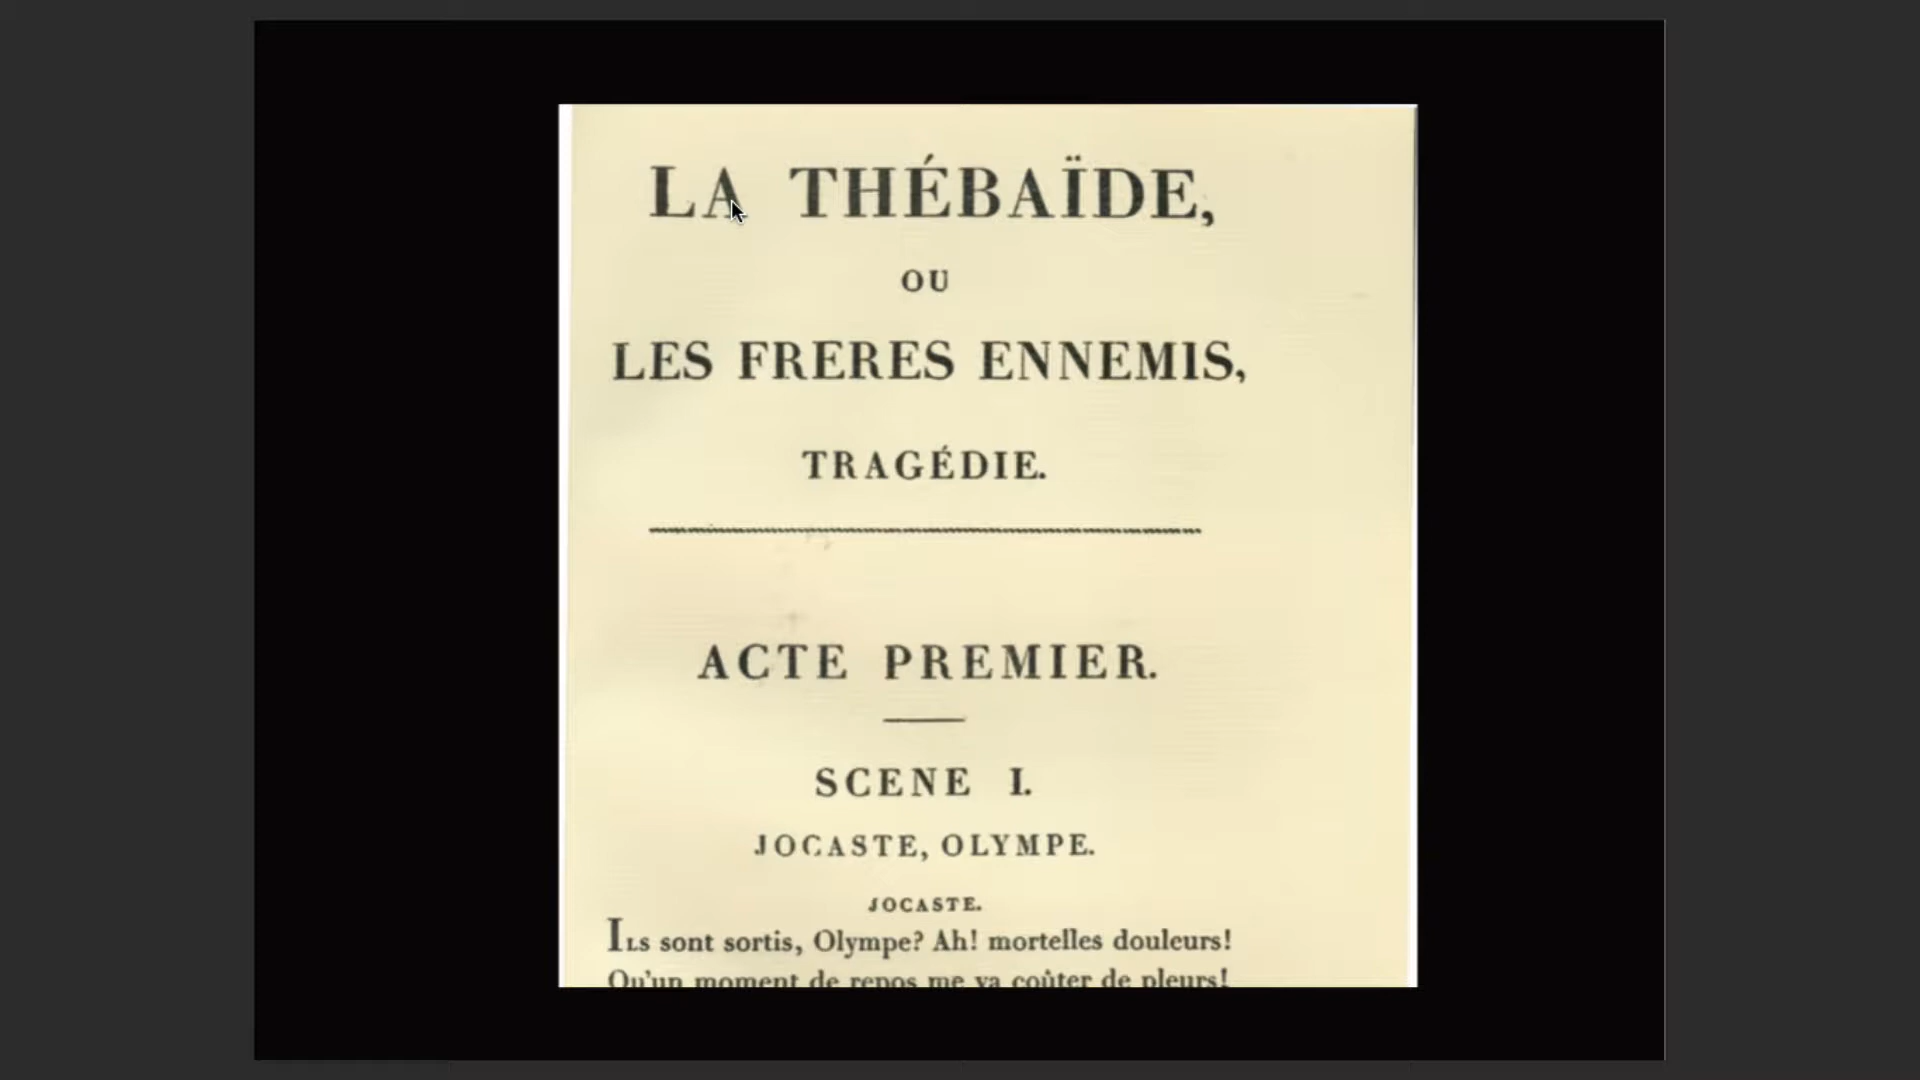 LA THÉBAÏDE,
OU
LES FRERES ENNEMIS,
TRAGÉDIE.
ACTE PREMIER.
SCENE I.
JOCASTE, OLYMPE.
JOCASTE.
ILS sont sortis, Olympe? Ah! mortelles douleurs!
Qu'un moment de repos me va coûter de pleurs!